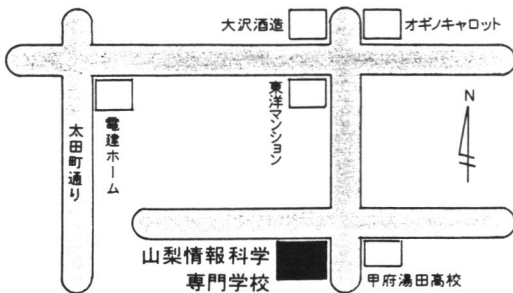 大沢酒造
オギノキャロット
電建ホーム
東洋マンション
N
太田町通り
山梨情報科学
専門学校
甲府湯田高校